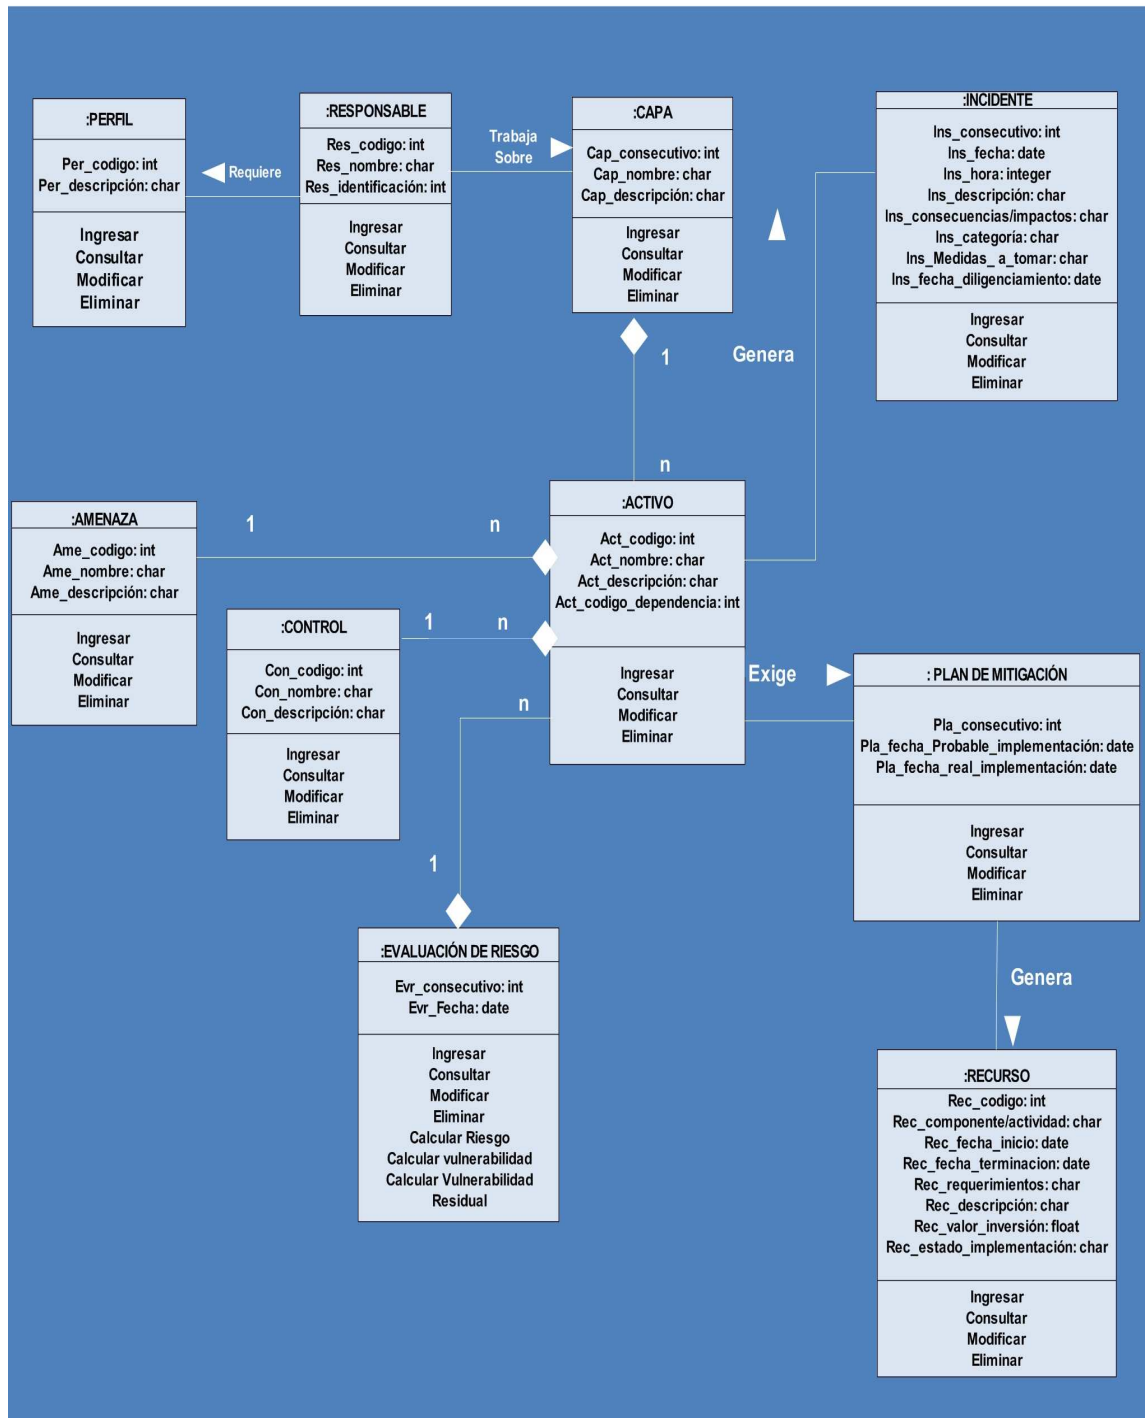 :PERFIL
Per_codigo: int
Per_descripción: char
Ingresar
Consultar
Modificar
Eliminar
Requiere
:RESPONSABLE
Res_codigo: int
Res_nombre: char
Res_identificación: int
Ingresar
Consultar
Modificar
Eliminar
Trabaja
Sobre
:CAPA
Cap_consecutivo: int
Cap_nombre: char
Cap_descripción: char
Ingresar
Consultar
Modificar
Eliminar
:INCIDENTE
Ins_consecutivo: int
Ins_fecha: date
Ins_hora: integer
Ins_descripción: char
Ins_consecuencias/impactos: char
Ins_categoría: char
Ins_Medidas_ a_tomar: char
Ins_fecha_diligenciamiento: date
Ingresar
Consultar
Modificar
Eliminar
1
Genera
n
:AMENAZA
Ame_codigo: int
Ame_nombre: char
Ame_descripción: char
Ingresar
Consultar
Modificar
Eliminar
1
n
:ACTIVO
Act_codigo: int
Act_nombre: char
Act_descripción: char
Act_codigo_dependencia: int
Ingresar
Consultar
Modificar
Eliminar
:CONTROL
Con_codigo: int
Con_nombre: char
Con_descripción: char
Ingresar
Consultar
Modificar
Eliminar
1
n
n
Exige
: PLAN DE MITIGACIÓN
Pla_consecutivo: int
Pla_fecha_Probable_implementación: date
Pla_fecha_real_implementación: date
Ingresar
Consultar
Modificar
Eliminar
1
:EVALUACIÓN DE RIESGO
Evr_consecutivo: int
Evr_Fecha: date
Ingresar
Consultar
Modificar
Eliminar
Calcular Riesgo
Calcular vulnerabilidad
Calcular Vulnerabilidad
Residual
Genera
:RECURSO
Rec_codigo: int
Rec_componente/actividad: char
Rec_fecha_inicio: date
Rec_fecha_terminacion: date
Rec_requerimientos: char
Rec_descripción: char
Rec_valor_inversión: float
Rec_estado_implementación: char
Ingresar
Consultar
Modificar
Eliminar